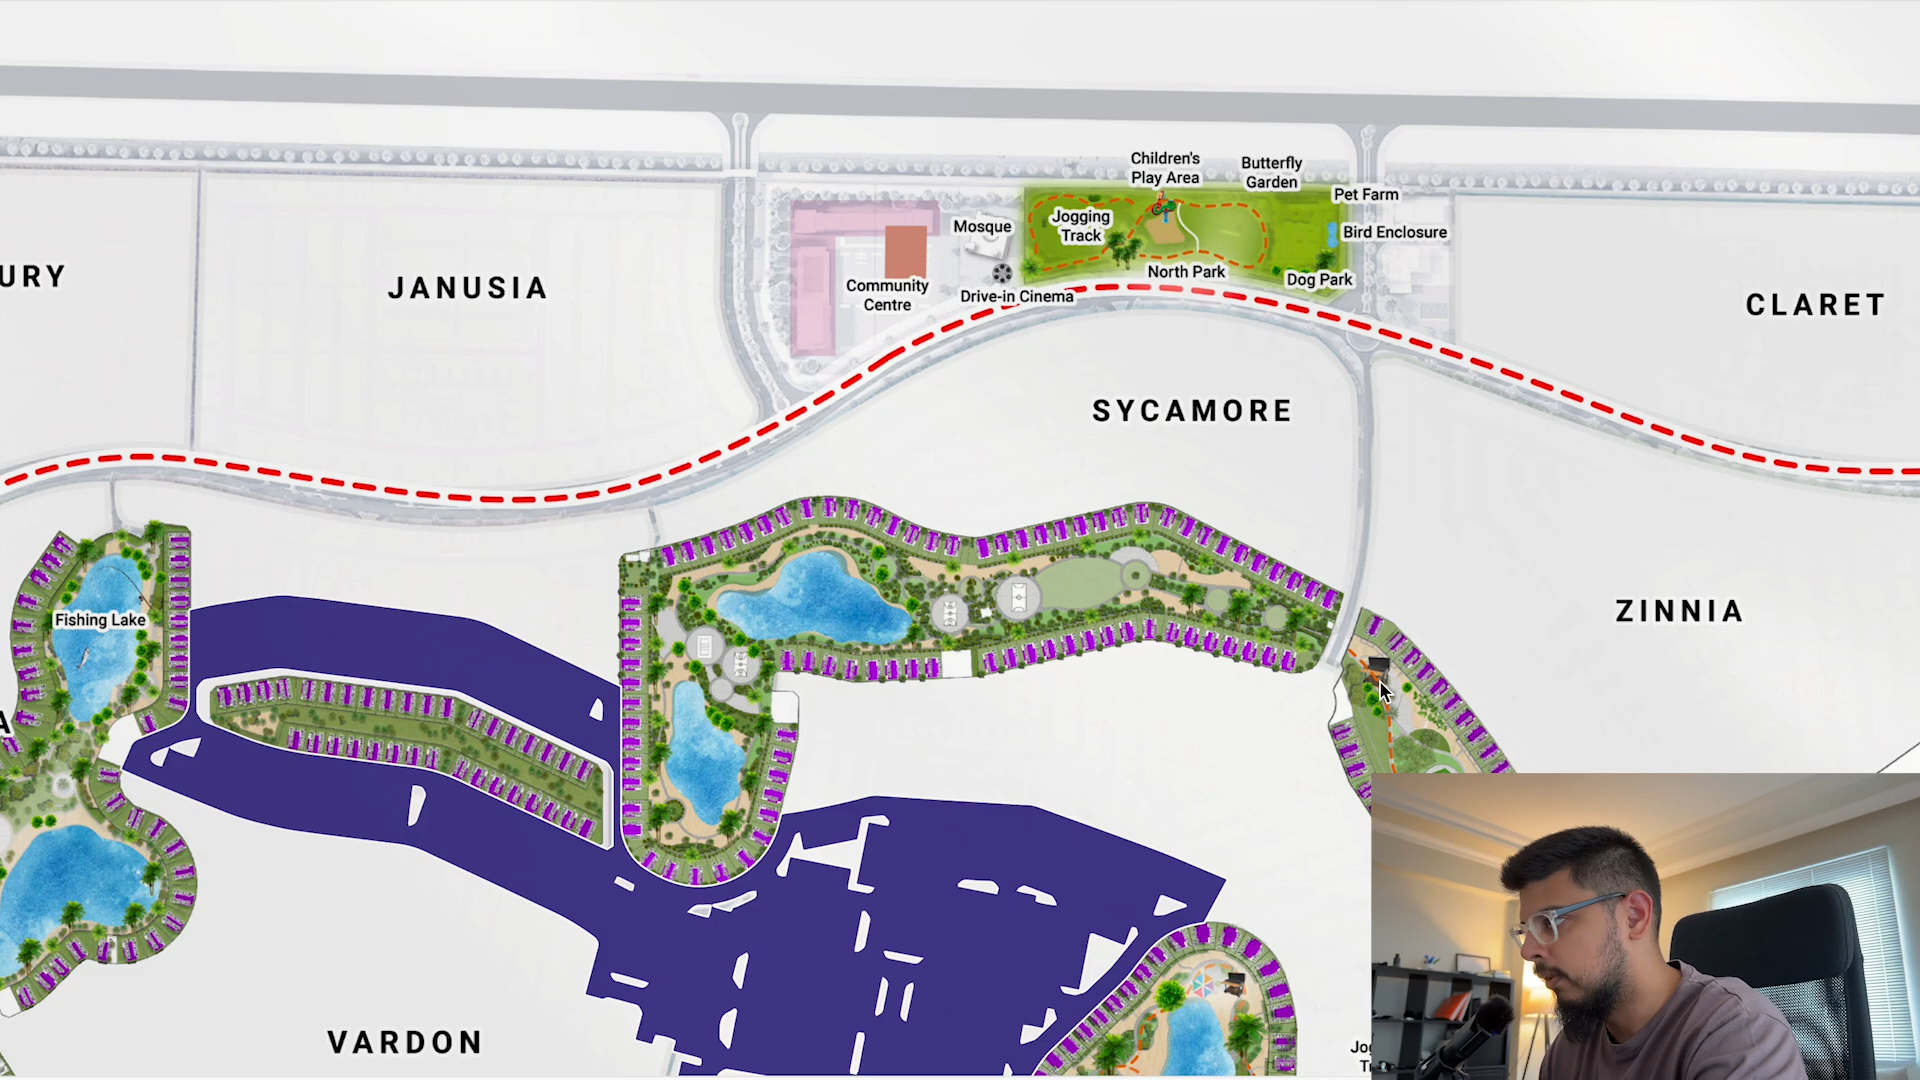 Children's
Play Area
Butterfly
Garden
Pet Farm
Mosque
Jogging
Track
Bird Enclosure
URY
JANUSIA
Community
Centre
Drive-in Cinema
North Park
Dog Park
CLARET
SYCAMORE
Fishing Lake
ZINNIA
A
VARDON